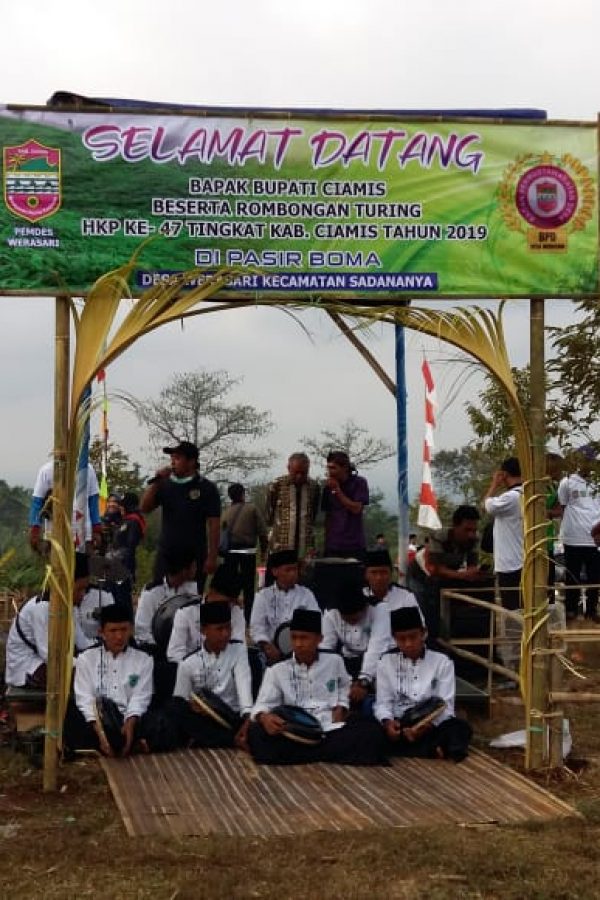 SELAMAT DATANG
BAPAK BUPATI CIAMIS
BESERTA ROMBONGAN TURING
HKP KE- 47 TINGKAT KAB. CIAMIS TAHUN 2019
DI PASIR BOMA
DESA WERASARI KECAMATAN SADANANYA
PEMDES
WERASARI
BPD